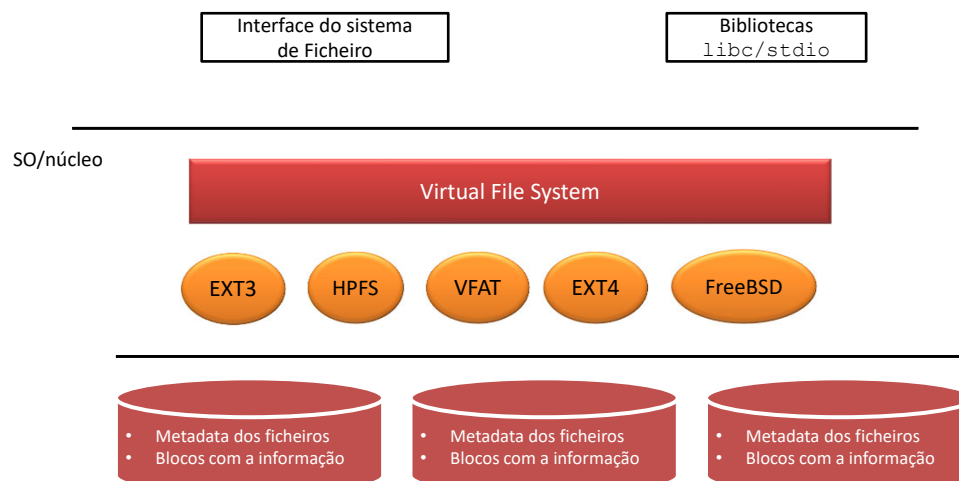 Interface do sistema
de Ficheiro
Bibliotecas
libc/stdio
SO/núcleo
Virtual File System
EXT3
HPFS
VFAT
EXT4
FreeBSD
• Metadata dos ficheiros
• Blocos com a informação
• Metadata dos ficheiros
• Blocos com a informação
• Metadata dos ficheiros
• Blocos com a informação